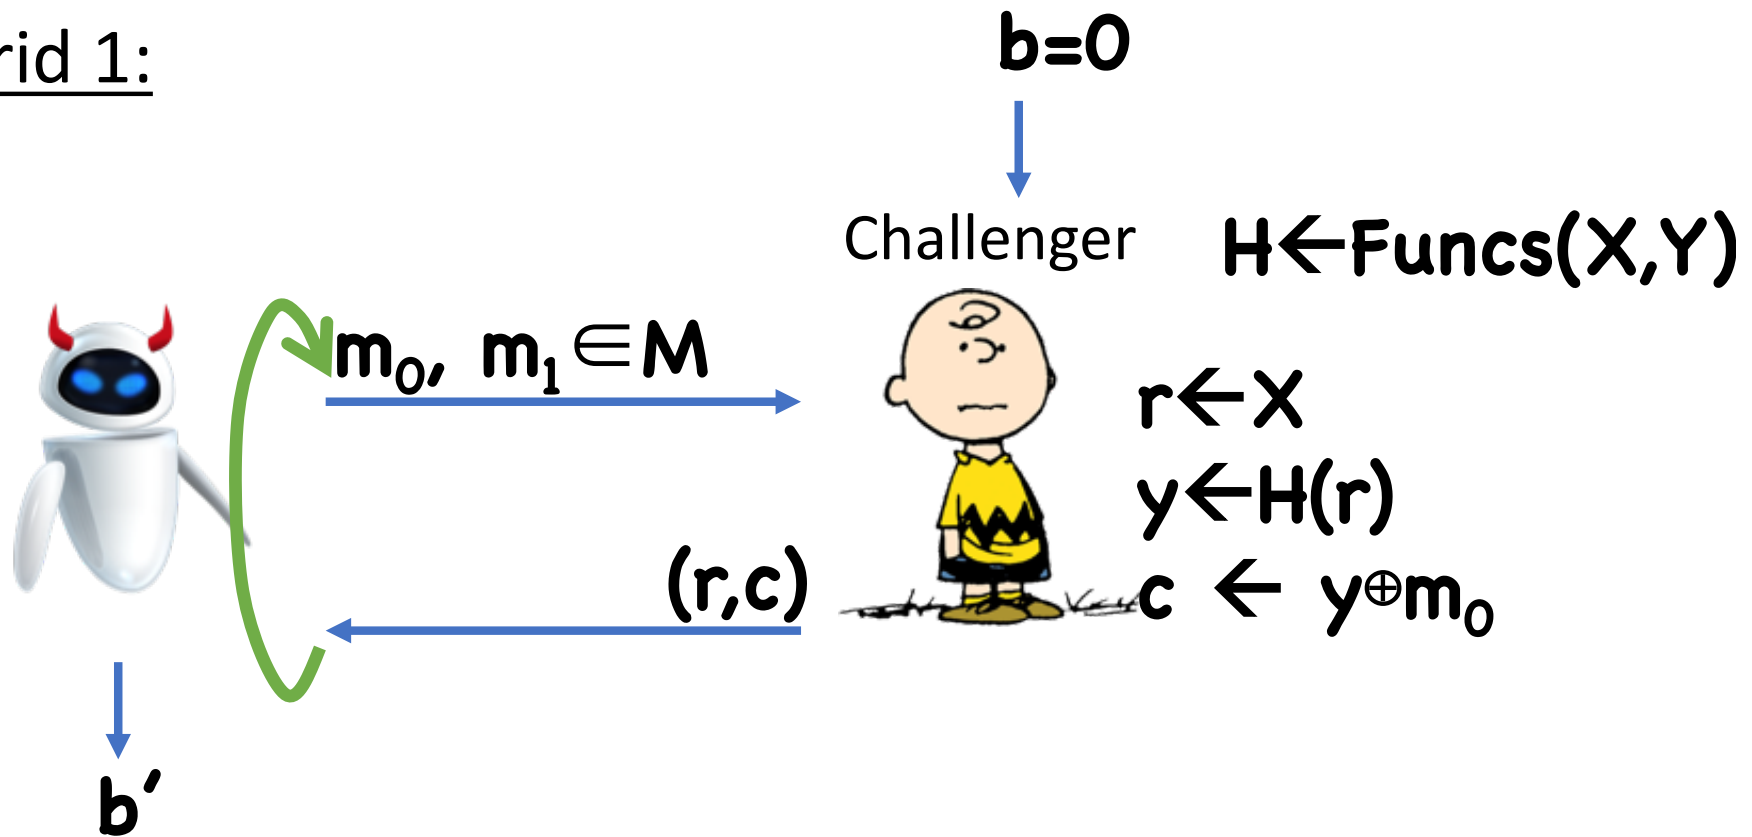 rid 1:
b=0
Challenger
H←Funcs(X,Y)
m₀, m₁∈M
r←X
y←H(r)
(r,c)
c ← y⊕m₀
b′